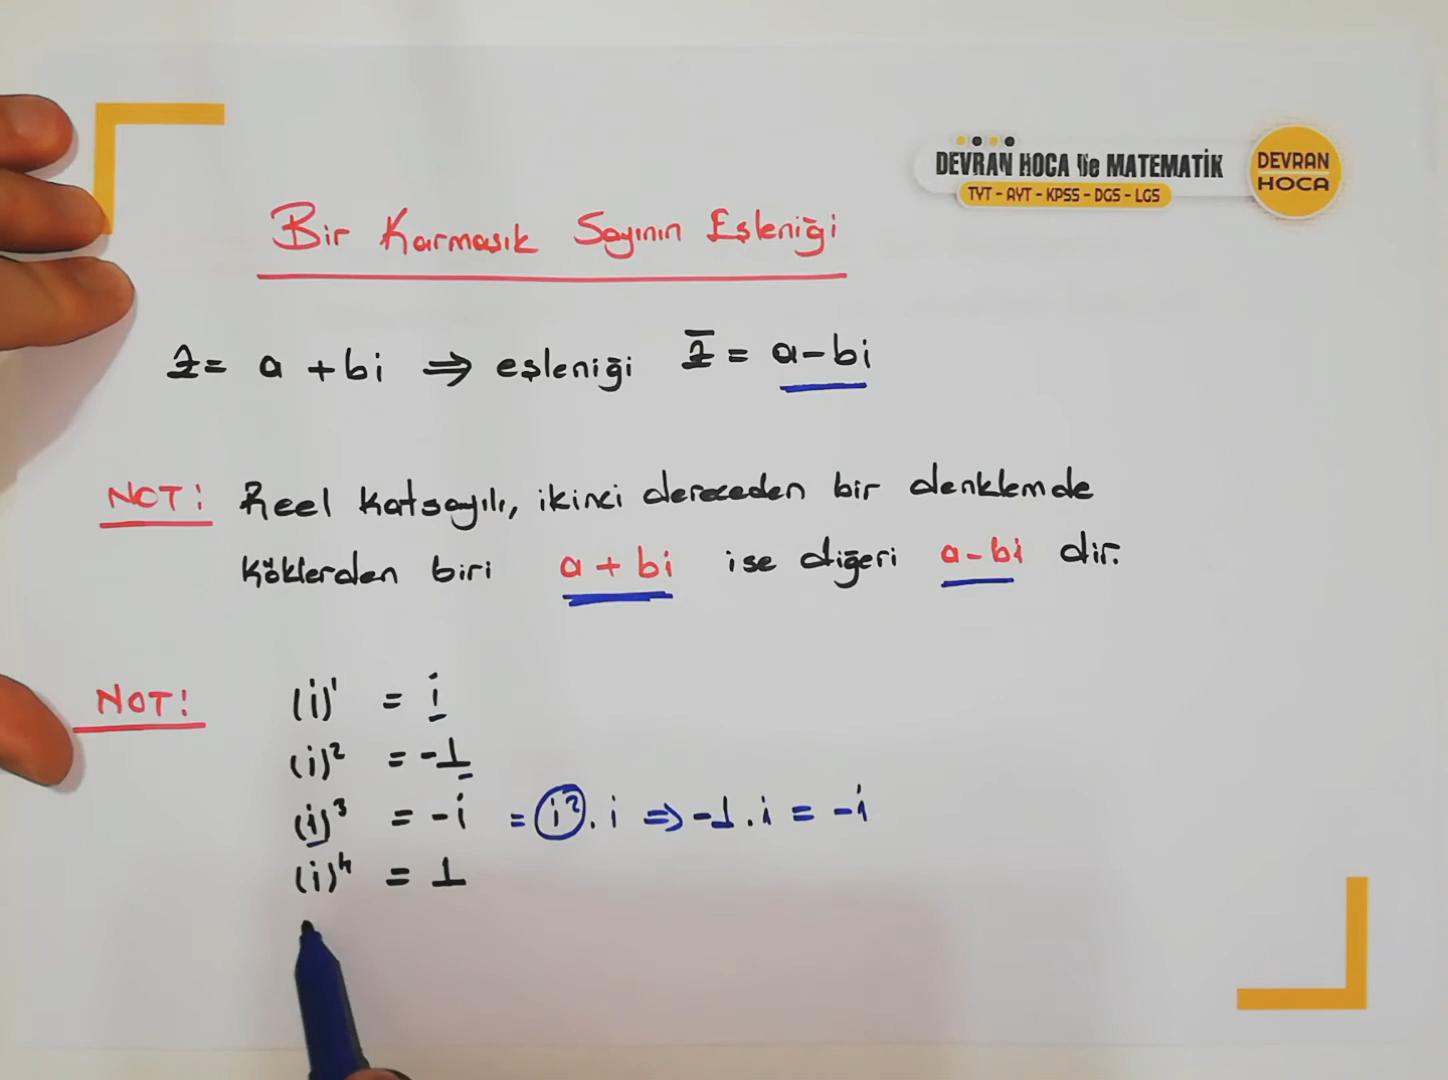 DEVRAN HOCA ile MATEMATİK
TYT - AYT - KPSS - DGS - LGS
DEVRAN
HOCA
Bir Karmaşık Sayının Eşleniği
z = a + bi ⇒ eşleniği z̅ = a - bi
NOT: Reel katsayılı, ikinci dereceden bir denklemde
köklerden biri a + bi ise diğeri a - bi dir.
NOT! (i)¹ = i
(i)² = -1
(i)³ = -i = i² . i ⇒ -1 . i = -i
(i)⁴ = 1